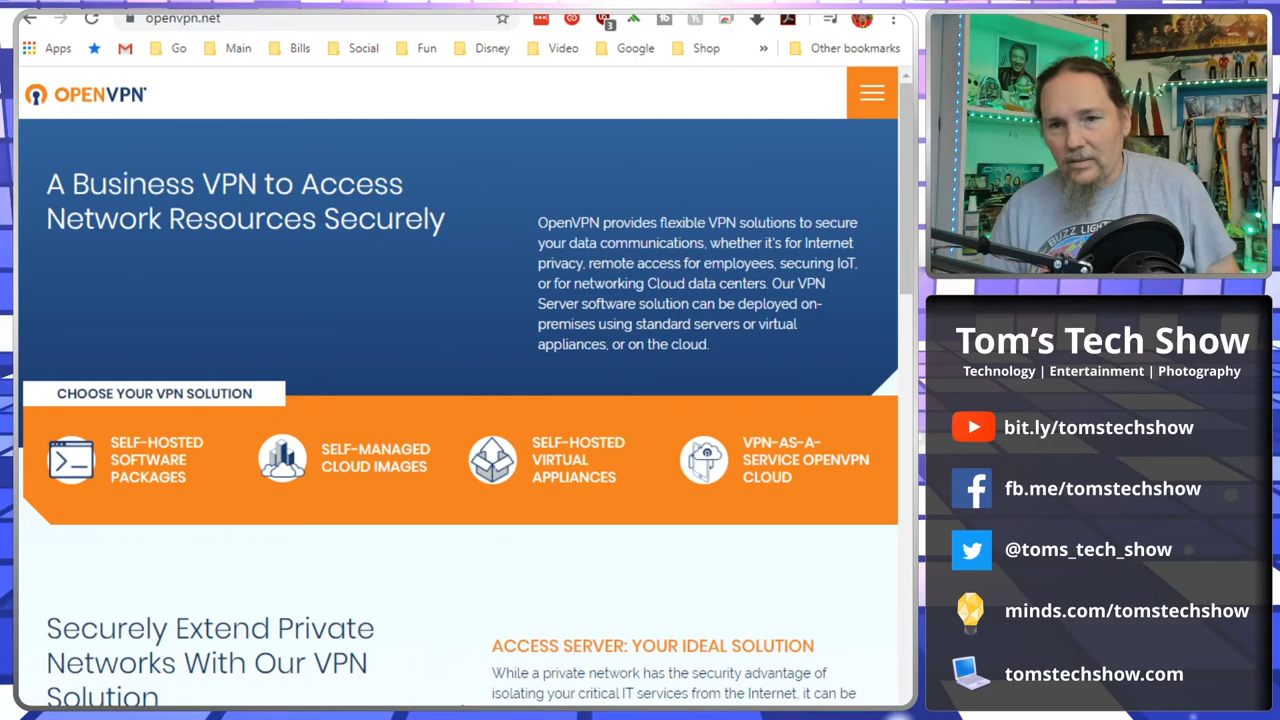 openvpn.net
3
Apps
Go
Main
Bills
Social
Fun
Disney
Video
Google
Shop
»
Other bookmarks
OPENVPN
A Business VPN to Access
Network Resources Securely
OpenVPN provides flexible VPN solutions to secure
your data communications, whether it's for Internet
privacy, remote access for employees, securing IoT,
or for networking Cloud data centers. Our VPN
Server software solution can be deployed on-
premises using standard servers or virtual
appliances, or on the cloud.
CHOOSE YOUR VPN SOLUTION
SELF-HOSTED
SOFTWARE
PACKAGES
SELF-MANAGED
CLOUD IMAGES
SELF-HOSTED
VIRTUAL
APPLIANCES
VPN-AS-A-
SERVICE OPENVPN
CLOUD
Securely Extend Private
Networks With Our VPN
Solution
ACCESS SERVER: YOUR IDEAL SOLUTION
While a private network has the security advantage of
isolating your critical IT services from the Internet, it can be
ORVILLE
BUZZ LIGHT
Tom's Tech Show
Technology | Entertainment | Photography
bit.ly/tomstechshow
fb.me/tomstechshow
@toms_tech_show
minds.com/tomstechshow
tomstechshow.com